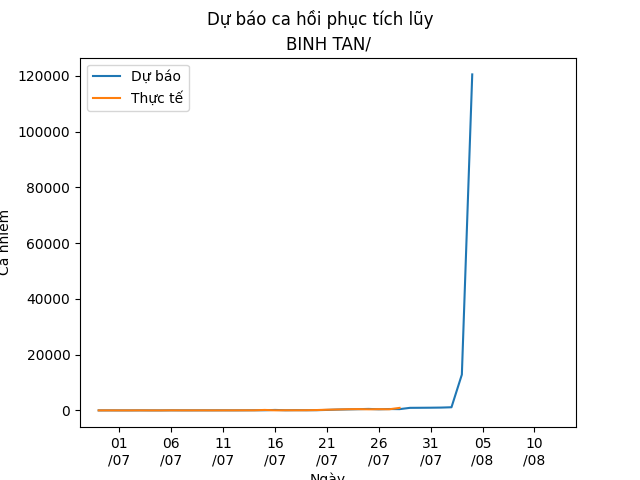 Dự báo ca hồi phục tích lũy
BINH TAN/
Dự báo
Thực tế
120000
100000
80000
60000
40000
20000
0
Ca nhiễm
01 06 11 16 21 26 31 05 10
/07 /07 /07 /07 /07 /07 /07 /08 /08
Ngày